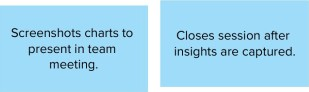 Screenshots charts to
present in team
meeting.
Closes session after
insights are captured.